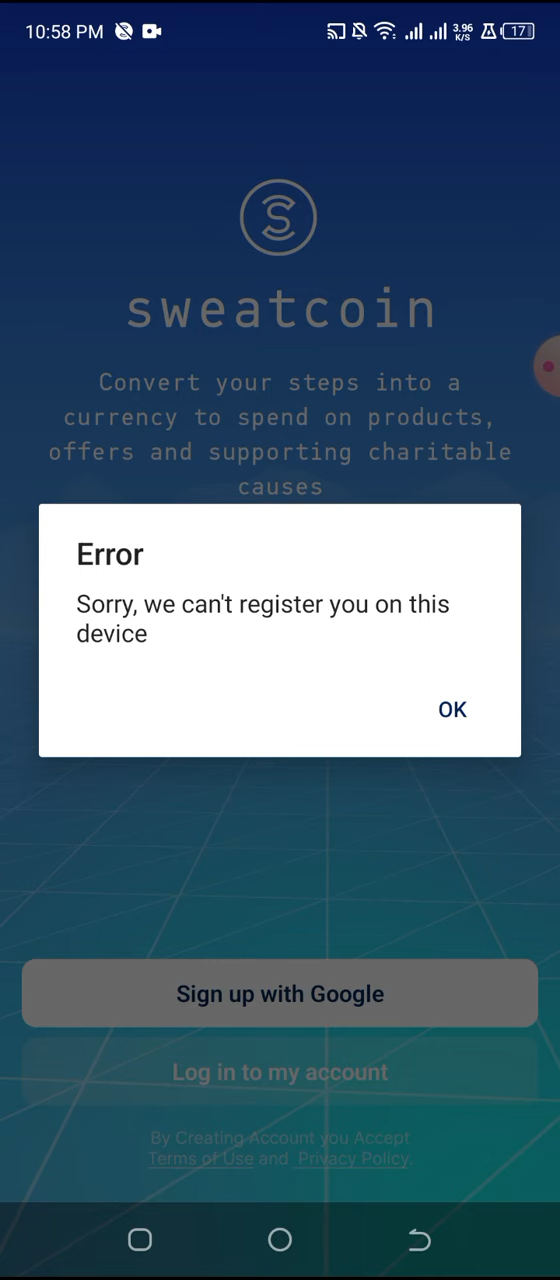 10:58 PM
3.96
K/S
17
sweatcoin
Convert your steps into a
currency to spend on products,
offers and supporting charitable
causes
Error
Sorry, we can't register you on this
device
OK
Sign up with Google
Log in to my account
By Creating Account you Accept
Terms of Use and Privacy Policy.